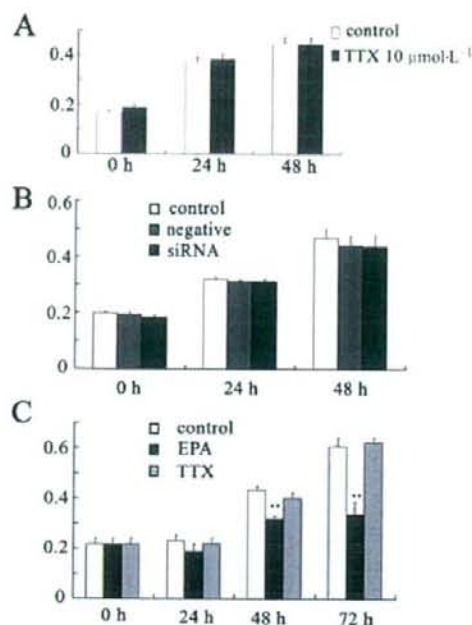 A
control
TTX 10 μmol·L⁻¹
0.4
0.2
0
0 h 24 h 48 h
B
control
negative
siRNA
0.6
0.4
0.2
0
0 h 24 h 48 h
C
control
EPA
TTX
0.6
0.4
0.2
0
** **
0 h 24 h 48 h 72 h